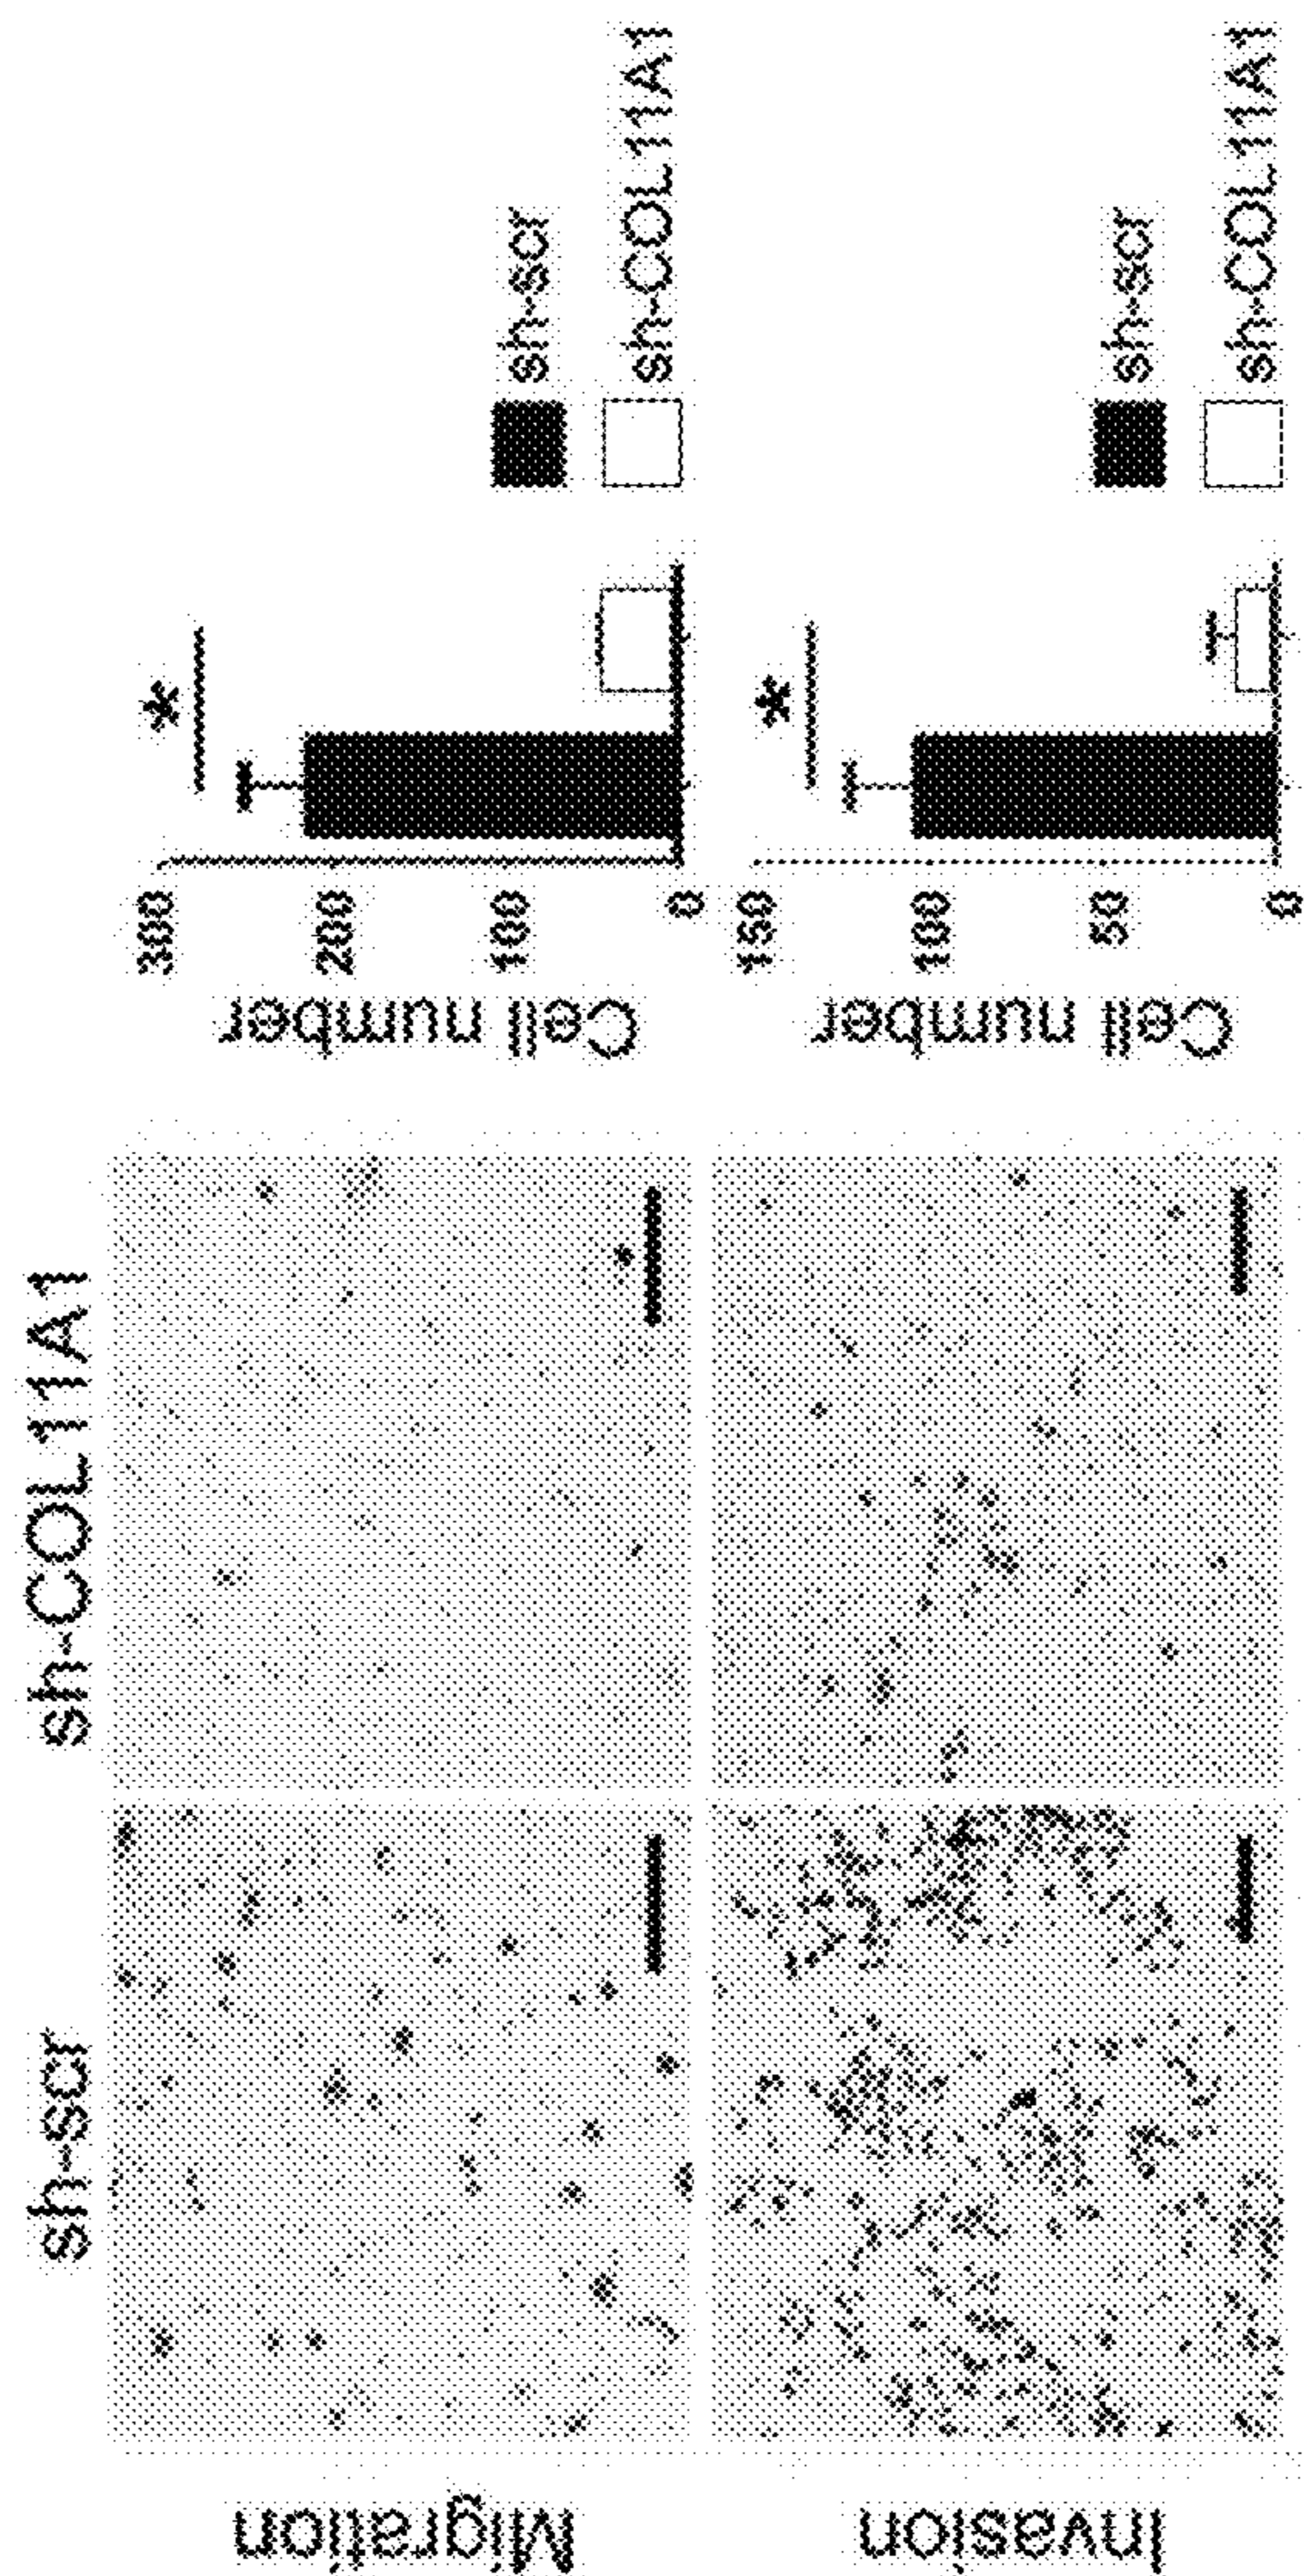 sh-scr
sh-COL11A1
Migration
Cell number
300
200
100
0
*
sh-scr
sh-COL11A1
Invasion
Cell number
150
100
50
0
*
sh-scr
sh-COL11A1